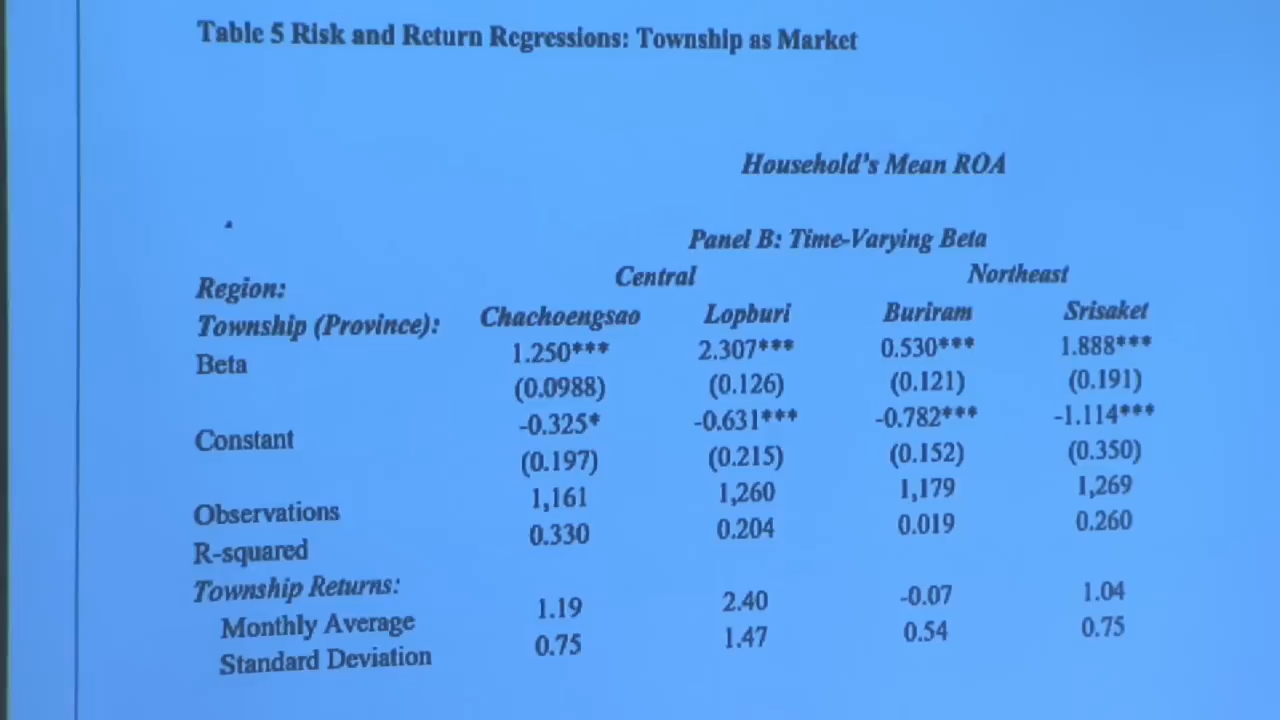 Table 5 Risk and Return Regressions: Township as Market
Household's Mean ROA
Panel B: Time-Varying Beta
Region: Central Northeast
Township (Province): Chachoengsao Lopburi Buriram Srisaket
Beta 1.250*** 2.307*** 0.530*** 1.888***
(0.0988) (0.126) (0.121) (0.191)
Constant -0.325* -0.631*** -0.782*** -1.114***
(0.197) (0.215) (0.152) (0.350)
Observations 1,161 1,260 1,179 1,269
R-squared 0.330 0.204 0.019 0.260
Township Returns:
Monthly Average 1.19 2.40 -0.07 1.04
Standard Deviation 0.75 1.47 0.54 0.75